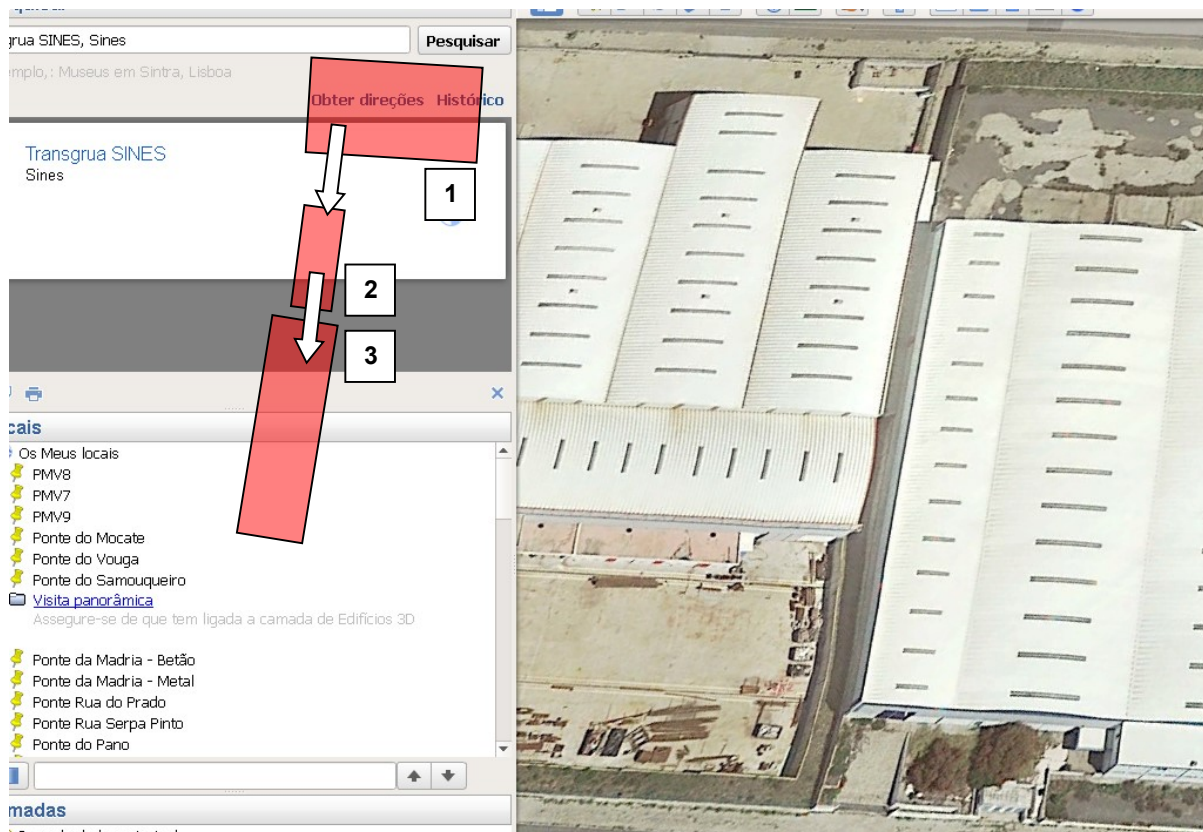 grua SINES, Sines
Pesquisar
mplo,: Museus em Sintra, Lisboa
Obter direções Histórico
Transgrua SINES
Sines
1
2
3
cais
Os Meus locais
PMV8
PMV7
PMV9
Ponte do Mocate
Ponte do Vouga
Ponte do Samouqueiro
Visita panorâmica
Assegure-se de que tem ligada a camada de Edifícios 3D
Ponte da Madria - Betão
Ponte da Madria - Metal
Ponte Rua do Prado
Ponte Rua Serpa Pinto
Ponte do Pano
madas